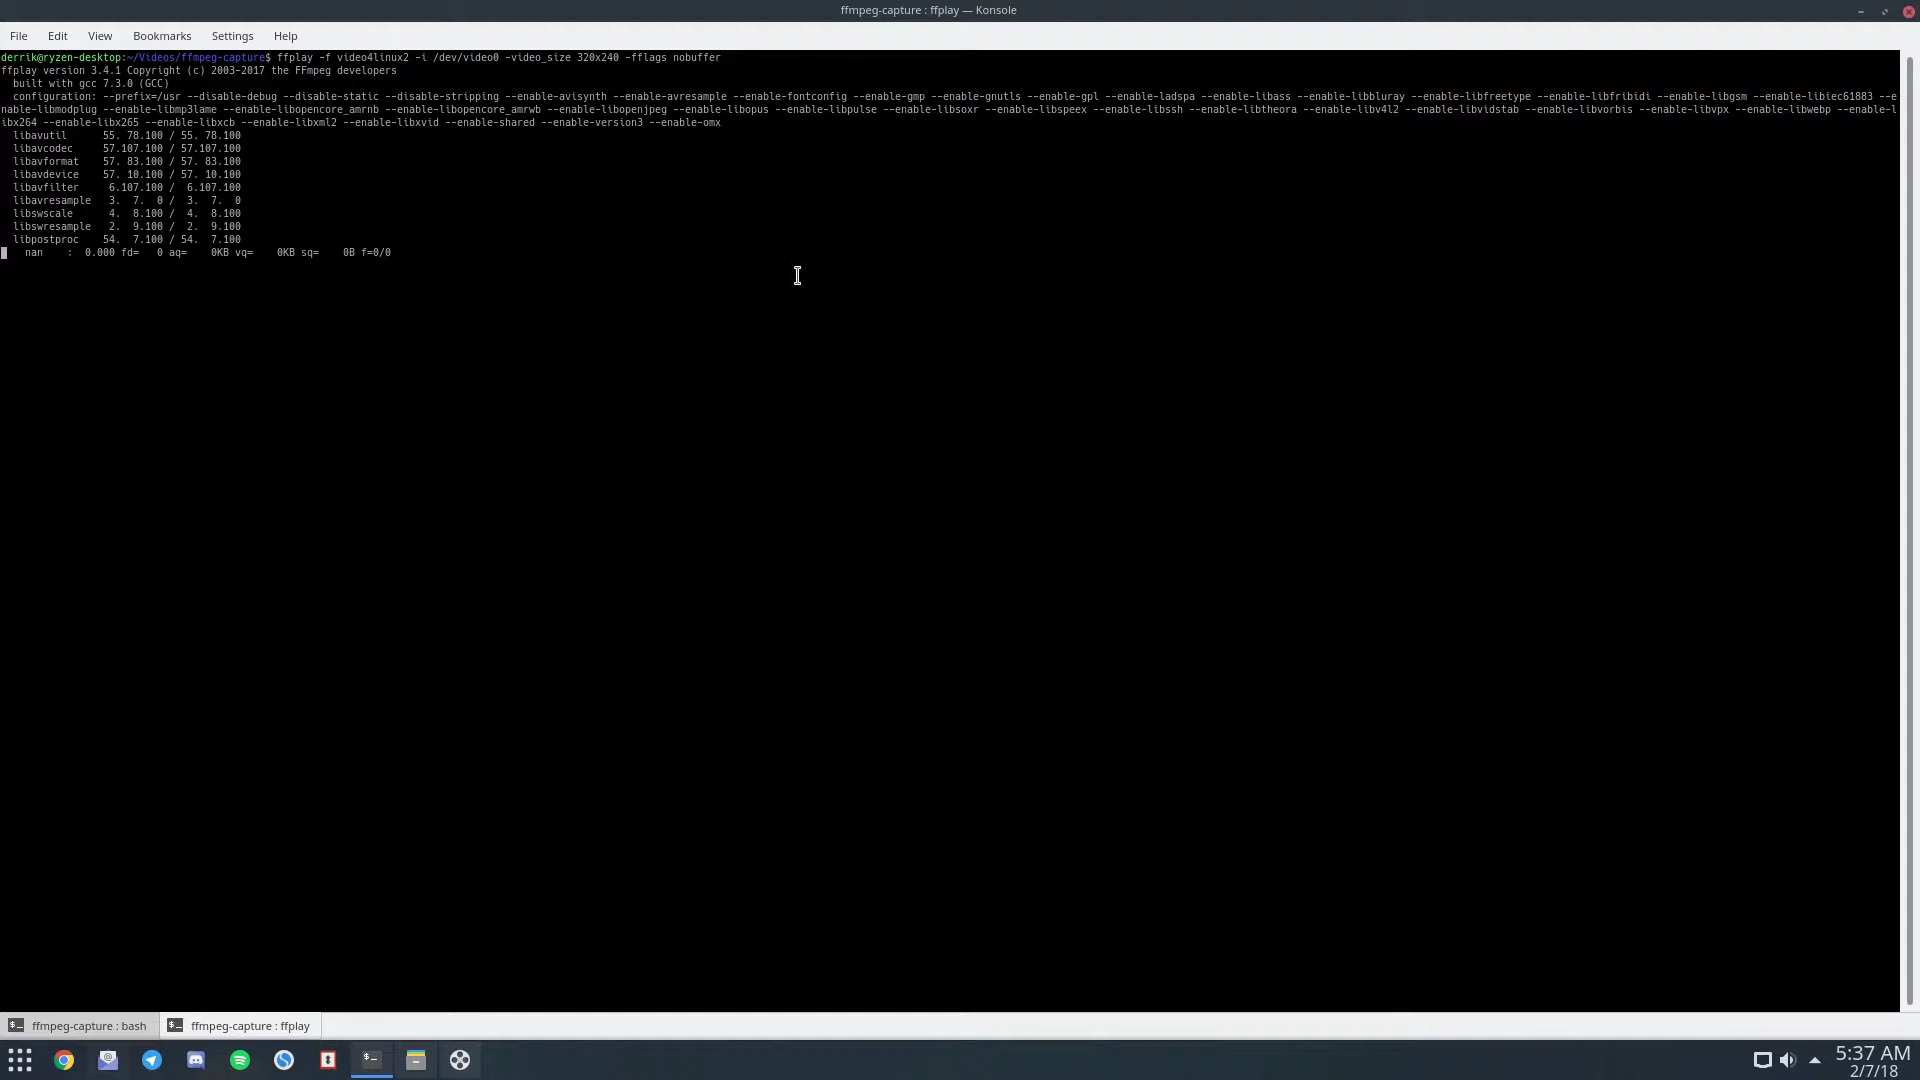 ffmpeg-capture : ffplay — Konsole
File Edit View Bookmarks Settings Help
derrik@ryzen-desktop:~/Videos/ffmpeg-capture$ ffplay -f video4linux2 -i /dev/video0 -video_size 320x240 -fflags nobuffer
ffplay version 3.4.1 Copyright (c) 2003-2017 the FFmpeg developers
  built with gcc 7.3.0 (GCC)
  configuration: --prefix=/usr --disable-debug --disable-static --disable-stripping --enable-avisynth --enable-avresample --enable-fontconfig --enable-gmp --enable-gnutls --enable-gpl --enable-ladspa --enable-libass --enable-libbluray --enable-libfreetype --enable-libfribidi --enable-libgsm --enable-libiec61883 --e
nable-libmodplug --enable-libmp3lame --enable-libopencore_amrnb --enable-libopencore_amrwb --enable-libopenjpeg --enable-libopus --enable-libpulse --enable-libsoxr --enable-libspeex --enable-libssh --enable-libtheora --enable-libv4l2 --enable-libvidstab --enable-libvorbis --enable-libvpx --enable-libwebp --enable-l
ibx264 --enable-libx265 --enable-libxcb --enable-libxml2 --enable-libxvid --enable-shared --enable-version3 --enable-omx
  libavutil      55. 78.100 / 55. 78.100
  libavcodec     57.107.100 / 57.107.100
  libavformat    57. 83.100 / 57. 83.100
  libavdevice    57. 10.100 / 57. 10.100
  libavfilter     6.107.100 /  6.107.100
  libavresample   3.  7.  0 /  3.  7.  0
  libswscale      4.  8.100 /  4.  8.100
  libswresample   2.  9.100 /  2.  9.100
  libpostproc    54.  7.100 / 54.  7.100
    nan    :  0.000 fd=   0 aq=    0KB vq=    0KB sq=    0B f=0/0
ffmpeg-capture : bash ffmpeg-capture : ffplay
5:37 AM
2/7/18